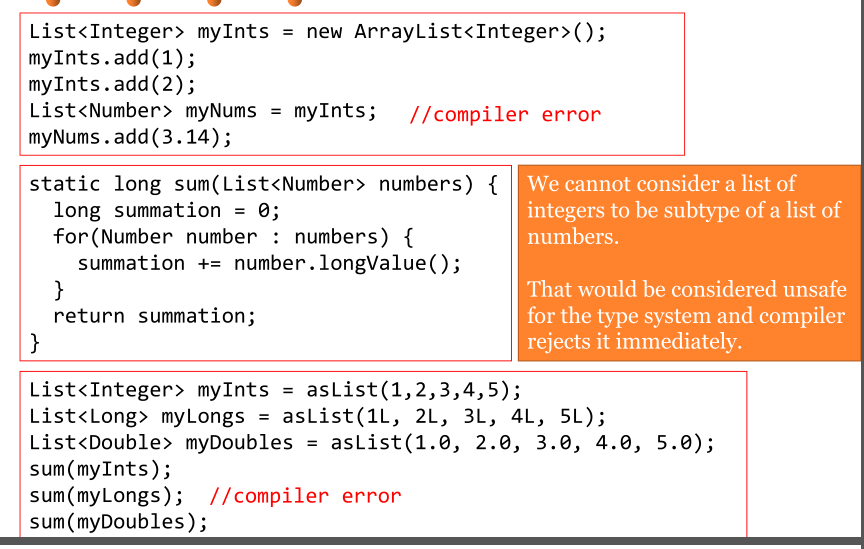 List<Integer> myInts = new ArrayList<Integer>();
myInts.add(1);
myInts.add(2);
List<Number> myNums = myInts; //compiler error
myNums.add(3.14);
static long sum(List<Number> numbers) {
long summation = 0;
for(Number number : numbers) {
summation += number.longValue();
}
return summation;
}
We cannot consider a list of
integers to be subtype of a list of
numbers.
That would be considered unsafe
for the type system and compiler
rejects it immediately.
List<Integer> myInts = asList(1,2,3,4,5);
List<Long> myLongs = asList(1L, 2L, 3L, 4L, 5L);
List<Double> myDoubles = asList(1.0, 2.0, 3.0, 4.0, 5.0);
sum(myInts);
sum(myLongs); //compiler error
sum(myDoubles);